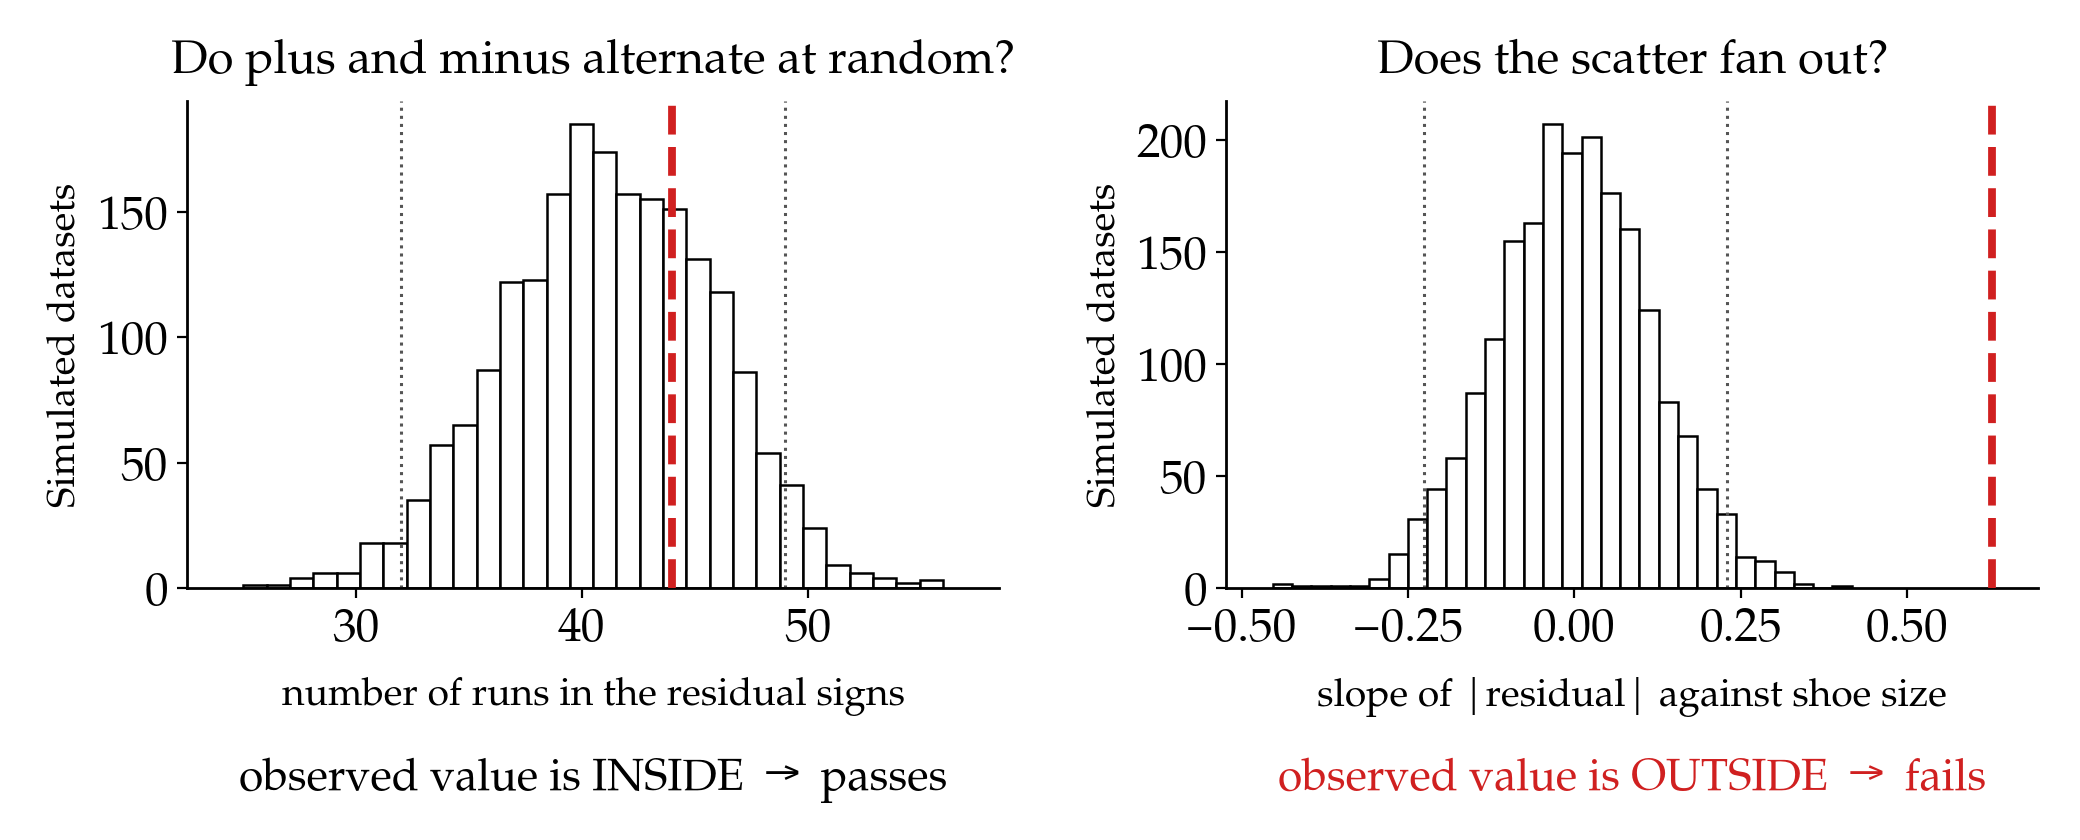 Do plus and minus alternate at random?
Simulated datasets
150
100
50
0
30 40 50
number of runs in the residual signs
observed value is INSIDE → passes
Does the scatter fan out?
Simulated datasets
200
150
100
50
0
−0.50 −0.25 0.00 0.25 0.50
slope of |residual| against shoe size
observed value is OUTSIDE → fails